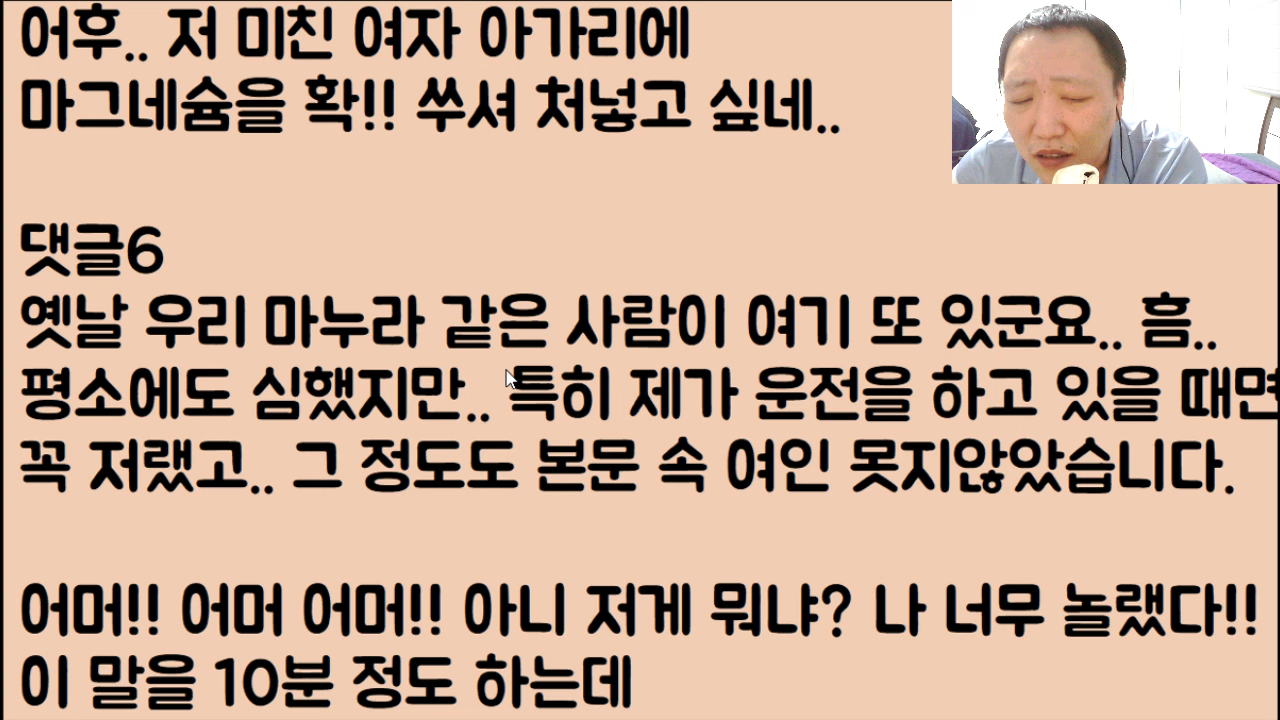 어후.. 저 미친 여자 아가리에
마그네슘을 확!! 쑤셔 처넣고 싶네..
댓글6
옛날 우리 마누라 같은 사람이 여기 또 있군요.. 흠..
평소에도 심했지만.. 특히 제가 운전을 하고 있을 때면
꼭 저랬고.. 그 정도도 본문 속 여인 못지않았습니다.
어머!! 어머 어머!! 아니 저게 뭐냐? 나 너무 놀랬다!!
이 말을 10분 정도 하는데